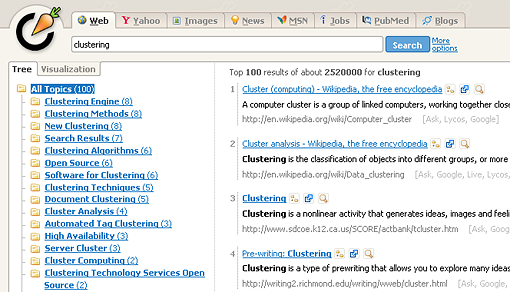 Web Yahoo Images News MSN Jobs PubMed Blogs
clustering Search More options
Tree Visualization
All Topics (100)
Clustering Engine (8)
Clustering Methods (8)
New Clustering (8)
Search Results (7)
Clustering Algorithms (6)
Open Source (6)
Software for Clustering (6)
Clustering Techniques (5)
Document Clustering (5)
Cluster Analysis (4)
Automated Tag Clustering (3)
High Availability (3)
Server Cluster (3)
Cluster Computing (2)
Clustering Technology Services Open
Source (2)
Top 100 results of about 2520000 for clustering
1 Cluster (computing) - Wikipedia, the free encyclopedia
A computer cluster is a group of linked computers, working together close
http://en.wikipedia.org/wiki/Computer_cluster [Ask, Lycos, Google]
2 Cluster analysis - Wikipedia, the free encyclopedia
Clustering is the classification of objects into different groups, or more
http://en.wikipedia.org/wiki/Data_clustering [Ask, Google, Live, Lycos,
3 Clustering
Clustering is a nonlinear activity that generates ideas, images and feeli
http://www.sdcoe.k12.ca.us/SCORE/actbank/tcluster.htm [Ask, Google,
4 Pre-writing: Clustering
Clustering is a type of prewriting that allows you to explore many ideas
http://writing2.richmond.edu/writing/wweb/cluster.html [Ask, Google,